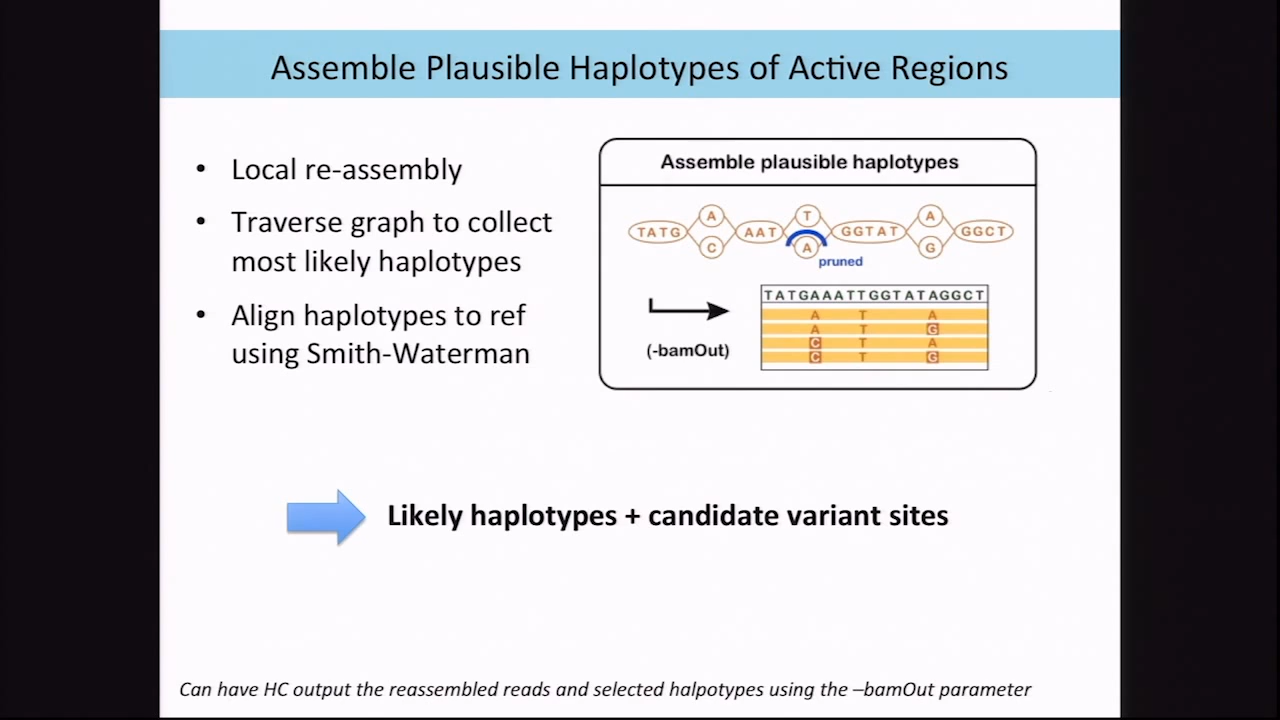 Assemble Plausible Haplotypes of Active Regions
• Local re-assembly
• Traverse graph to collect
most likely haplotypes
• Align haplotypes to ref
using Smith-Waterman
Assemble plausible haplotypes
A T A
TATG AAT GGTAT GGCT
C A G
pruned
TATGAAATTGGTATAGGCT
A T A
A T G
C T A
C T G
(-bamOut)
Likely haplotypes + candidate variant sites
Can have HC output the reassembled reads and selected halpotypes using the –bamOut parameter